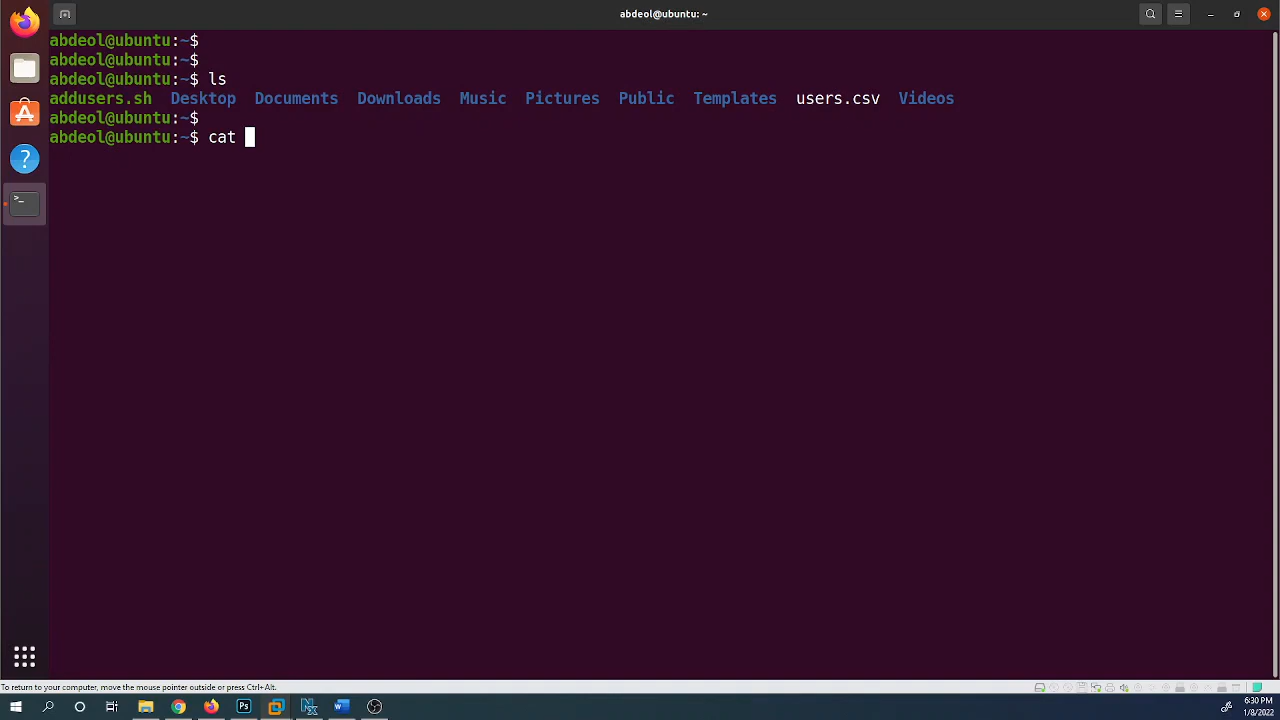 abdeol@ubuntu: ~
abdeol@ubuntu:~$
abdeol@ubuntu:~$
abdeol@ubuntu:~$ ls
addusers.sh Desktop Documents Downloads Music Pictures Public Templates users.csv Videos
abdeol@ubuntu:~$
abdeol@ubuntu:~$ cat
To return to your computer, move the mouse pointer outside or press Ctrl+Alt.
6:30 PM
1/8/2022